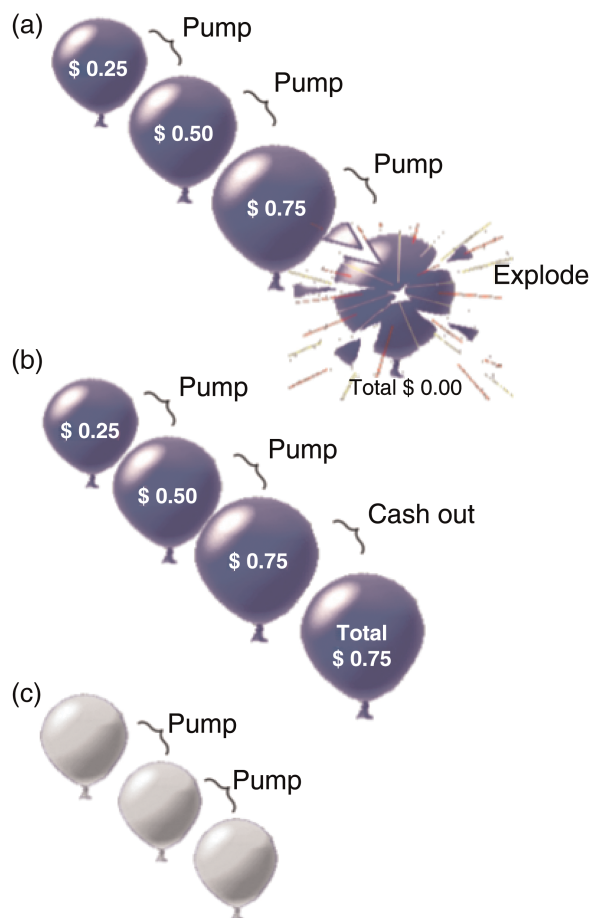 (a)
Pump
$ 0.25
Pump
$ 0.50
Pump
$ 0.75
Explode
Total $ 0.00
(b)
Pump
$ 0.25
Pump
$ 0.50
Cash out
$ 0.75
Total
$ 0.75
(c)
Pump
Pump